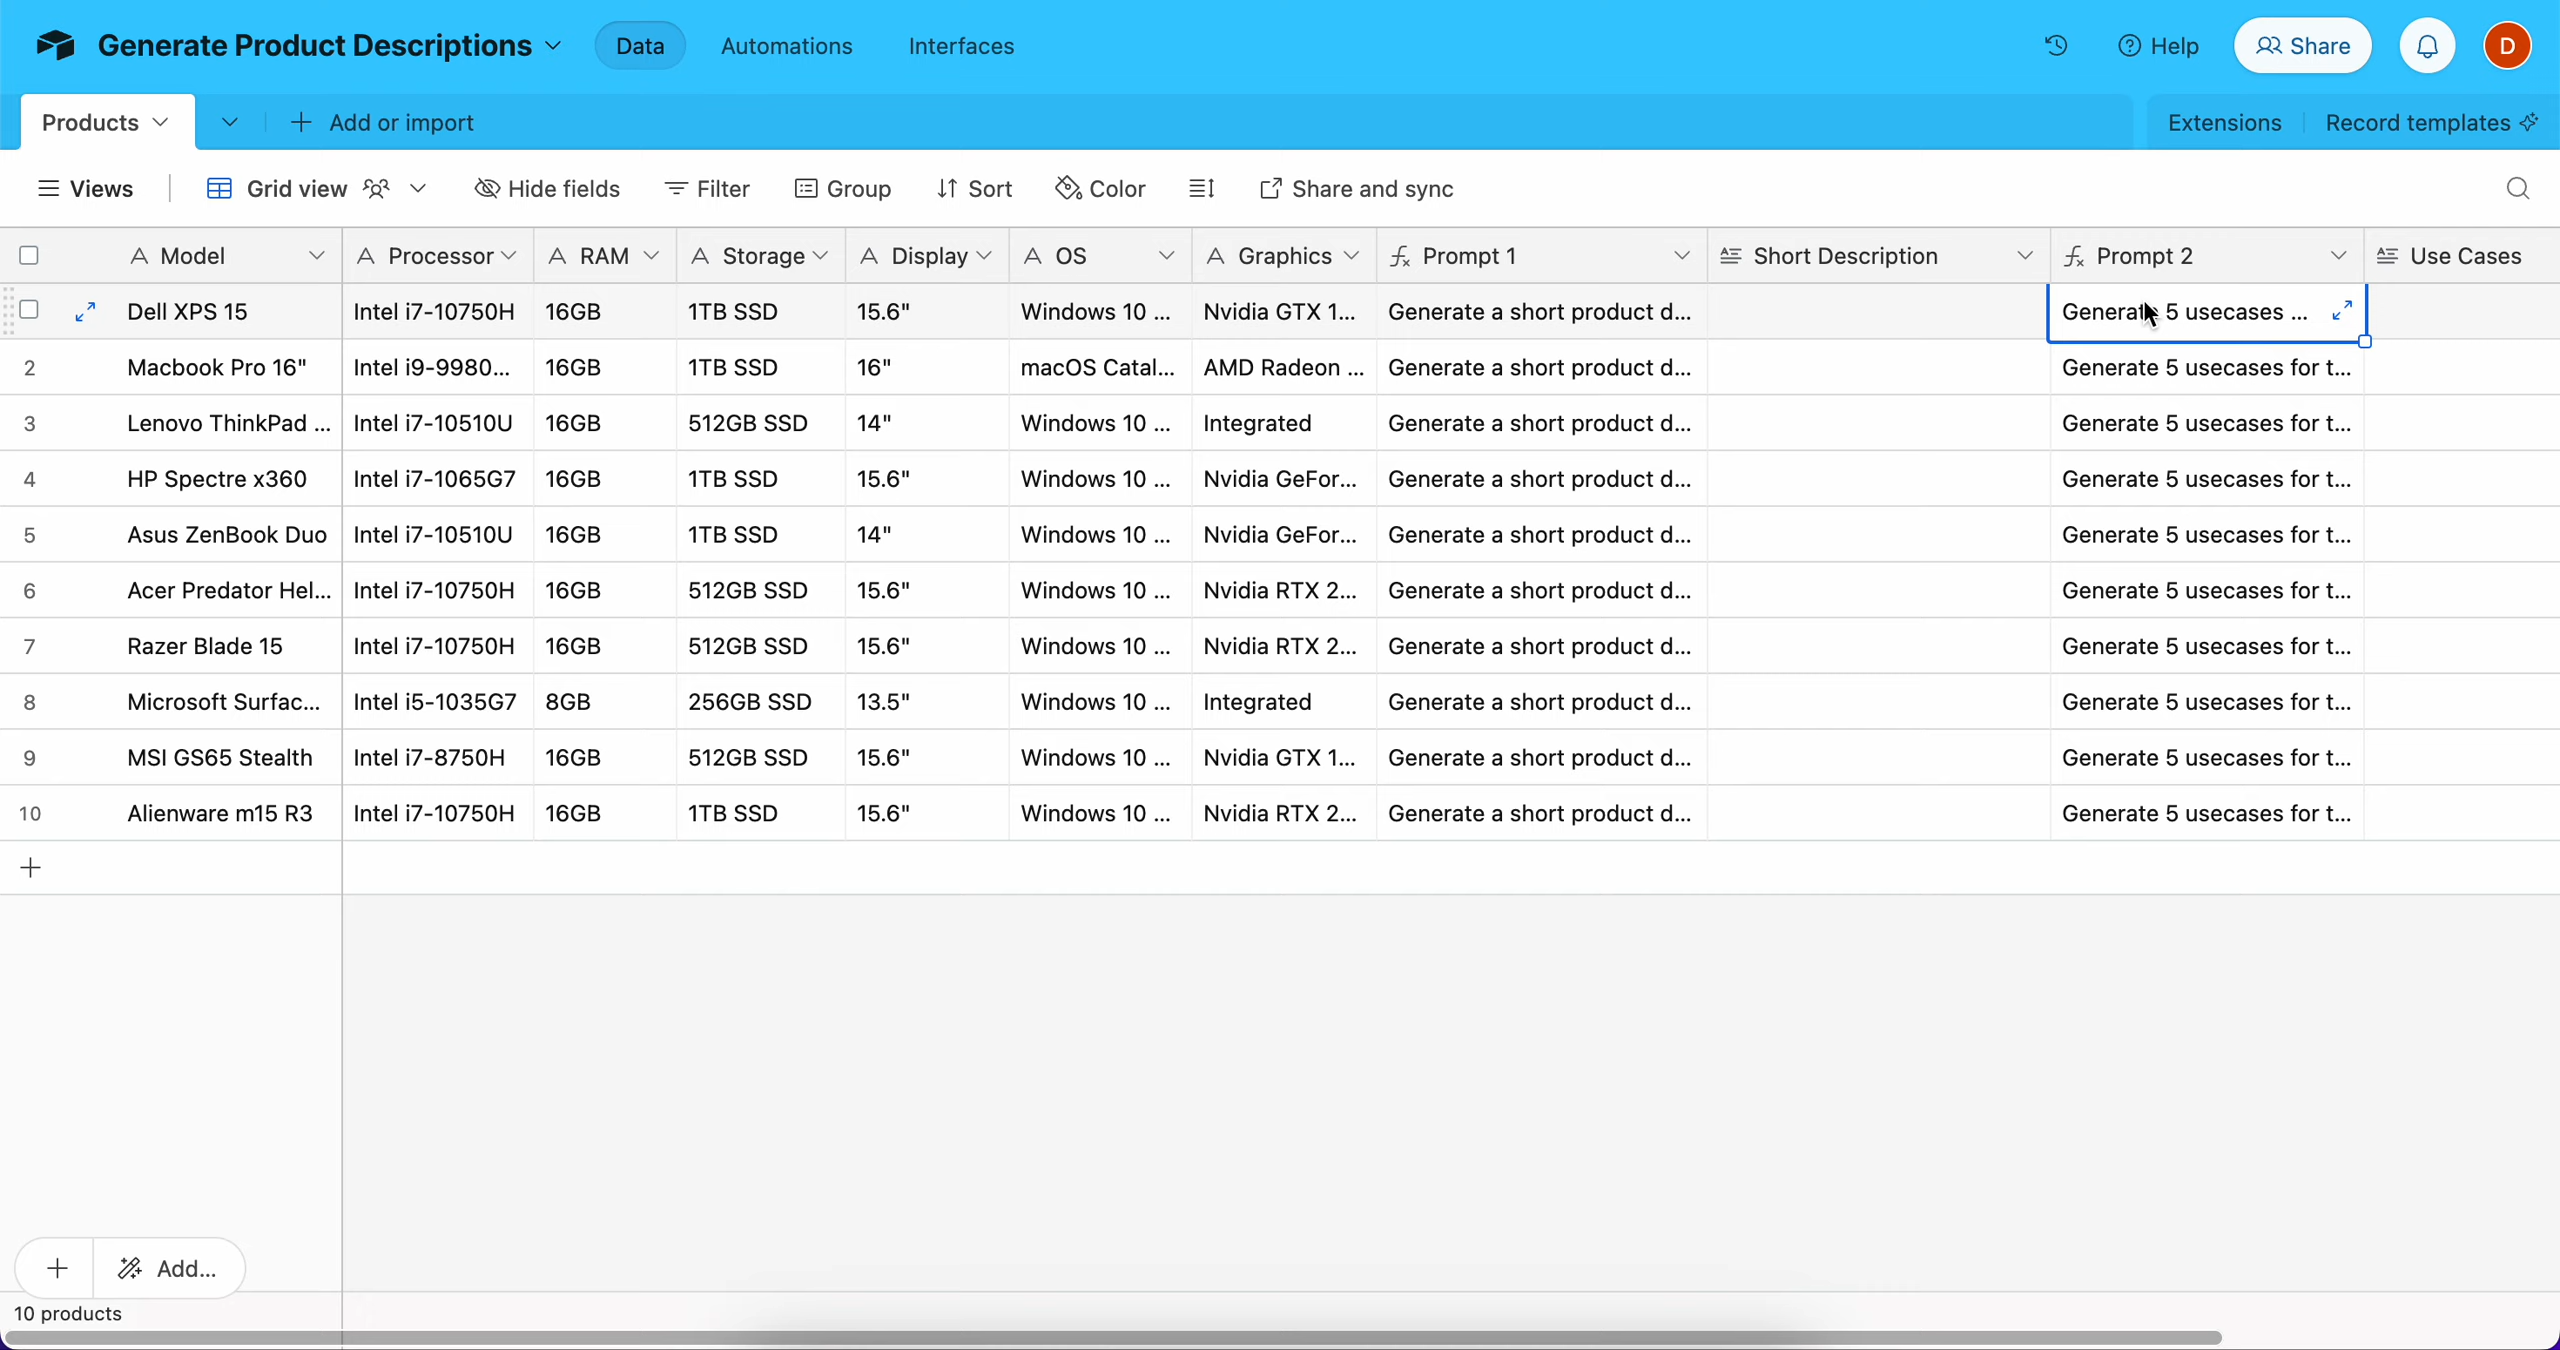 Generate Product Descriptions Data Automations Interfaces Help Share D
Products Add or import Extensions Record templates
Views Grid view Hide fields Filter Group Sort Color Share and sync
Model Processor RAM Storage Display OS Graphics Prompt 1 Short Description Prompt 2 Use Cases
Dell XPS 15 Intel i7-10750H 16GB 1TB SSD 15.6" Windows 10 ... Nvidia GTX 1... Generate a short product d... Generate 5 usecases ...
2 Macbook Pro 16" Intel i9-9980... 16GB 1TB SSD 16" macOS Catal... AMD Radeon ... Generate a short product d... Generate 5 usecases for t...
3 Lenovo ThinkPad ... Intel i7-10510U 16GB 512GB SSD 14" Windows 10 ... Integrated Generate a short product d... Generate 5 usecases for t...
4 HP Spectre x360 Intel i7-1065G7 16GB 1TB SSD 15.6" Windows 10 ... Nvidia GeFor... Generate a short product d... Generate 5 usecases for t...
5 Asus ZenBook Duo Intel i7-10510U 16GB 1TB SSD 14" Windows 10 ... Nvidia GeFor... Generate a short product d... Generate 5 usecases for t...
6 Acer Predator Hel... Intel i7-10750H 16GB 512GB SSD 15.6" Windows 10 ... Nvidia RTX 2... Generate a short product d... Generate 5 usecases for t...
7 Razer Blade 15 Intel i7-10750H 16GB 512GB SSD 15.6" Windows 10 ... Nvidia RTX 2... Generate a short product d... Generate 5 usecases for t...
8 Microsoft Surfac... Intel i5-1035G7 8GB 256GB SSD 13.5" Windows 10 ... Integrated Generate a short product d... Generate 5 usecases for t...
9 MSI GS65 Stealth Intel i7-8750H 16GB 512GB SSD 15.6" Windows 10 ... Nvidia GTX 1... Generate a short product d... Generate 5 usecases for t...
10 Alienware m15 R3 Intel i7-10750H 16GB 1TB SSD 15.6" Windows 10 ... Nvidia RTX 2... Generate a short product d... Generate 5 usecases for t...
Add...
10 products